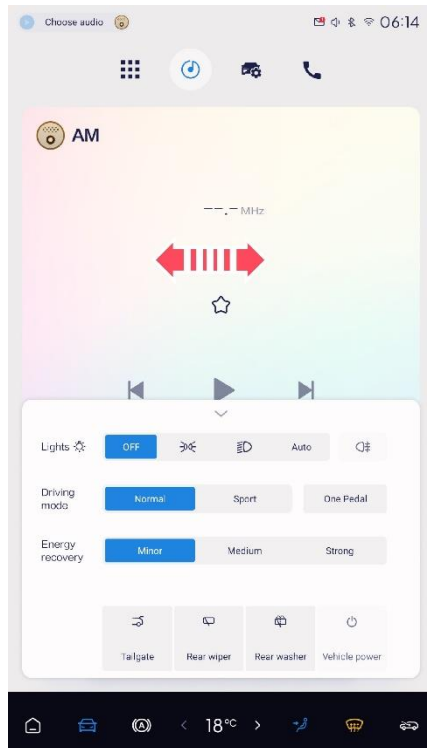 Choose audio
06:14
AM
--.- MHz
Lights OFF Auto
Driving mode Normal Sport One Pedal
Energy recovery Minor Medium Strong
Tailgate Rear wiper Rear washer Vehicle power
(A) < 18°C >